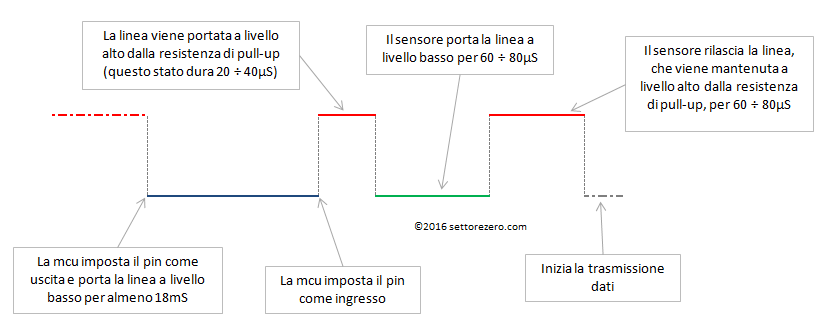 La linea viene portata a livello
alto dalla resistenza di pull-up
(questo stato dura 20 ÷ 40µS)
Il sensore porta la linea a
livello basso per 60 ÷ 80µS
Il sensore rilascia la linea,
che viene mantenuta a
livello alto dalla resistenza
di pull-up, per 60 ÷ 80µS
©2016 settorezero.com
La mcu imposta il pin come
uscita e porta la linea a livello
basso per almeno 18mS
La mcu imposta il pin
come ingresso
Inizia la trasmissione
dati